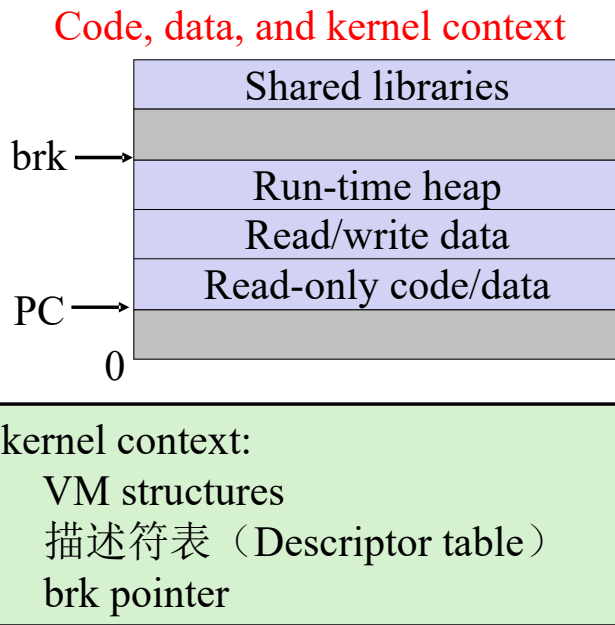 Code, data, and kernel context
Shared libraries
brk
Run-time heap
Read/write data
Read-only code/data
PC
0
kernel context:
VM structures
描述符表（Descriptor table）
brk pointer